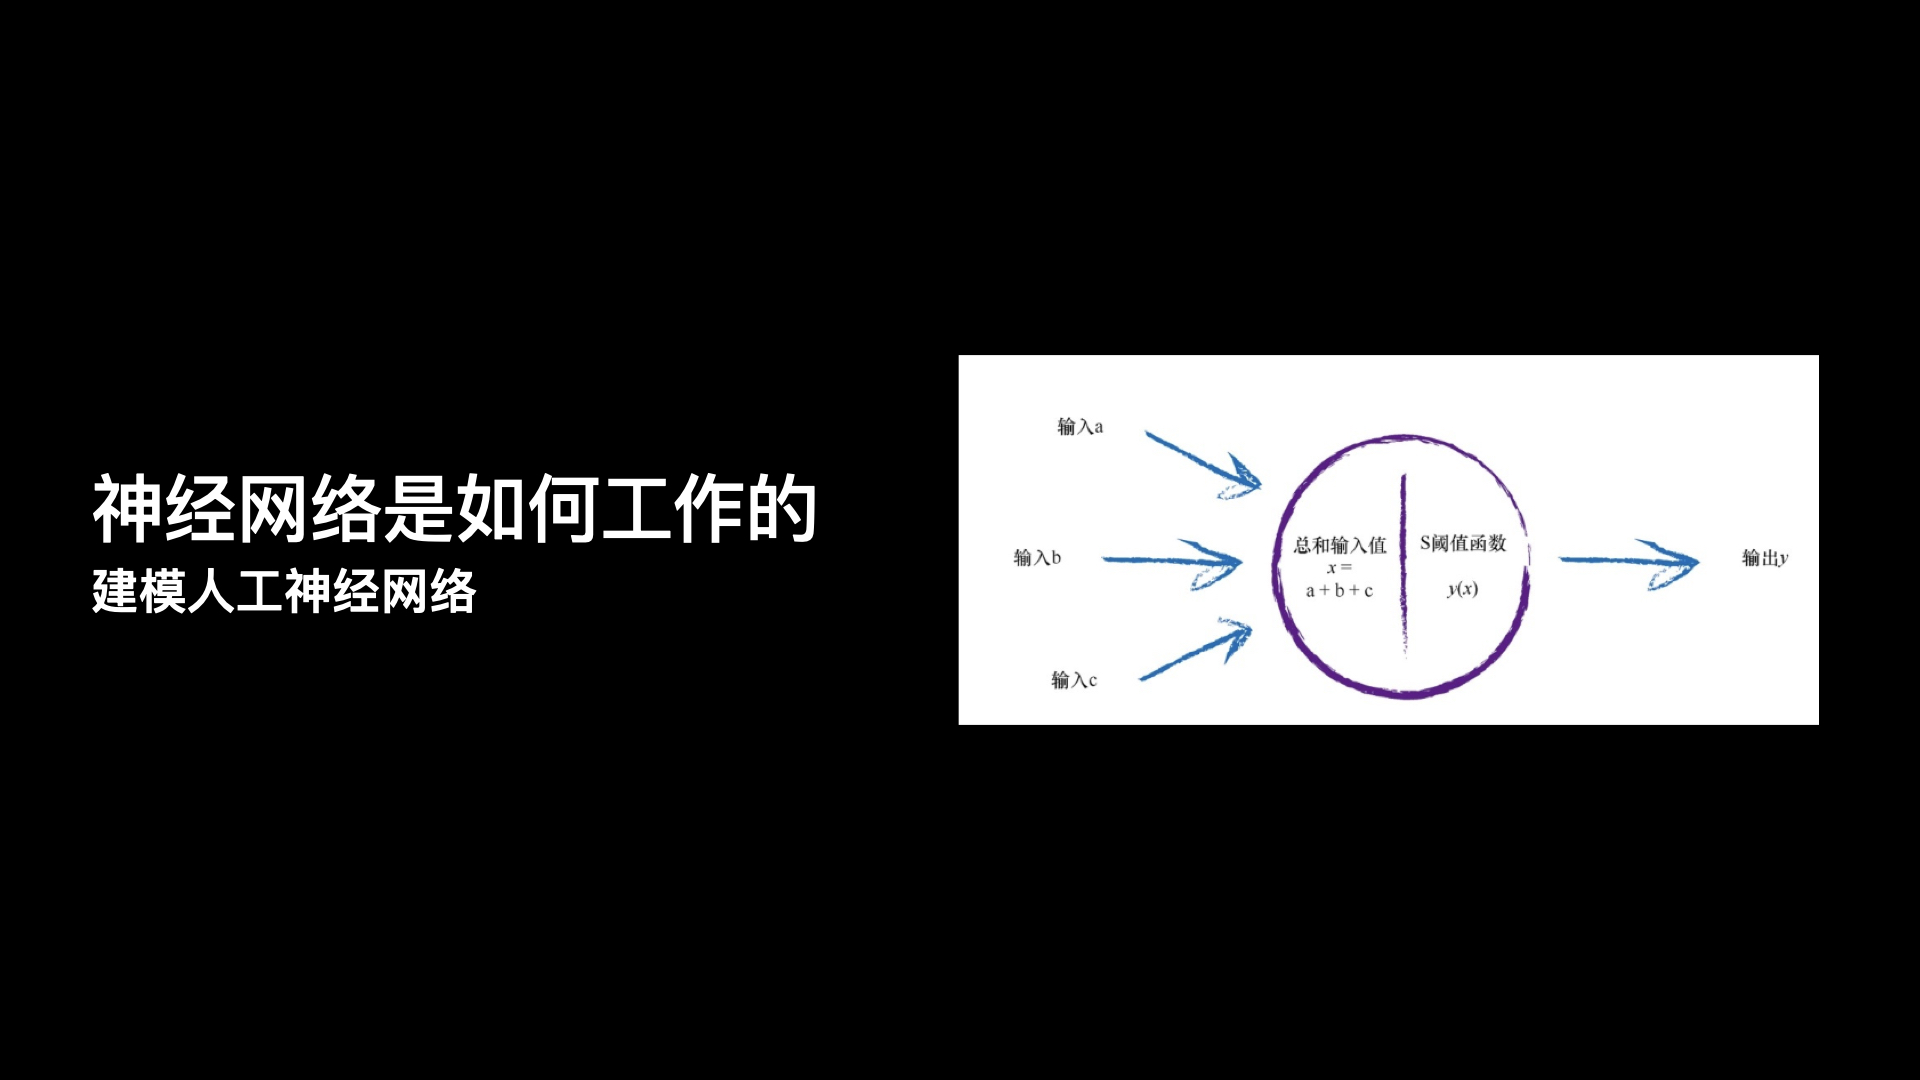 神经网络是如何工作的
建模人工神经网络
输入a
输入b
输入c
总和输入值
x =
a + b + c
S阈值函数
y(x)
输出y